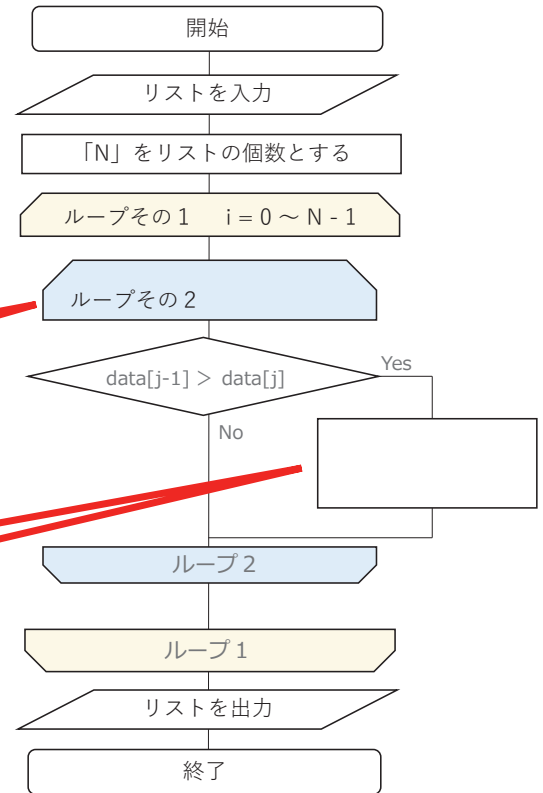 開始
リストを入力
「N」をリストの個数とする
ループその1 i = 0 ～ N - 1
ループその2
data[j-1] ＞ data[j]
Yes
No
ループ2
ループ1
リストを出力
終了